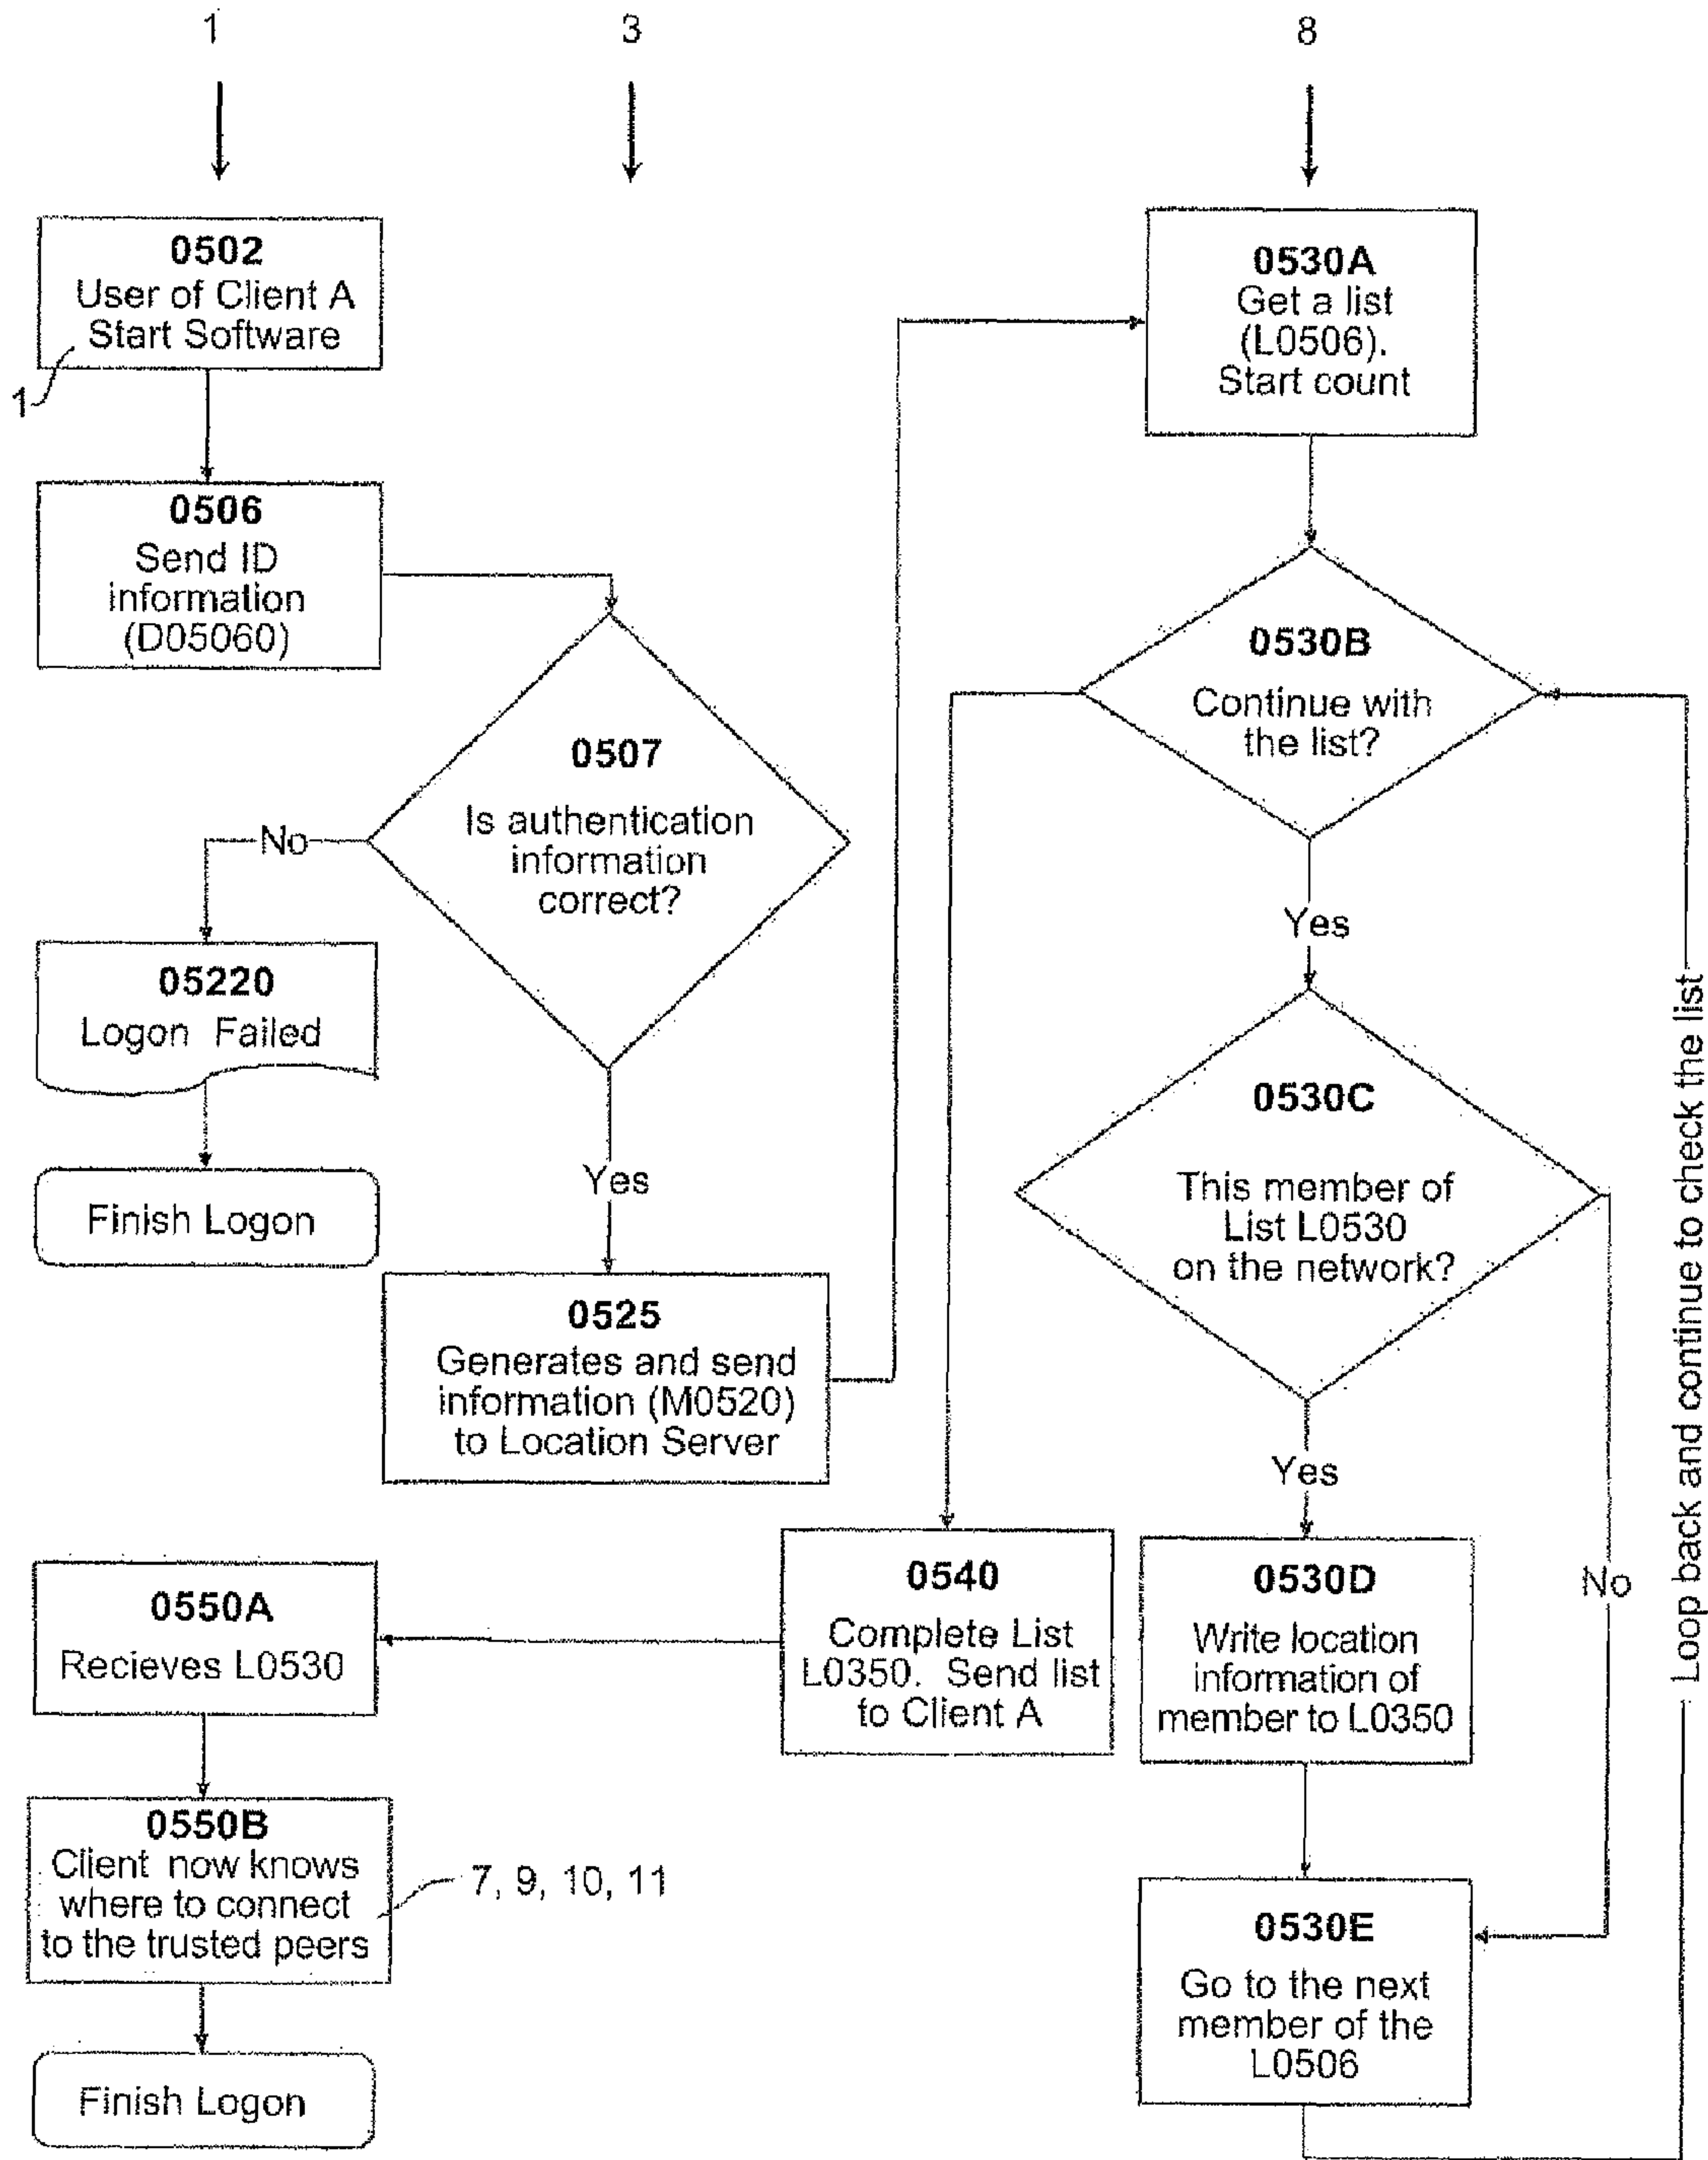 1
3
8
0502
User of Client A
Start Software
1
0506
Send ID
information
(D05060)
0507
Is authentication
information
correct?
No
05220
Logon Failed
Finish Logon
Yes
0525
Generates and send
information (M0520)
to Location Server
0530A
Get a list
(L0506).
Start count
0530B
Continue with
the list?
Yes
0530C
This member of
List L0530
on the network?
Yes
No
0530D
Write location
information of
member to L0350
0530E
Go to the next
member of the
L0506
Loop back and continue to check the list
0540
Complete List
L0350. Send list
to Client A
0550A
Recieves L0530
0550B
Client now knows
where to connect
to the trusted peers
7, 9, 10, 11
Finish Logon